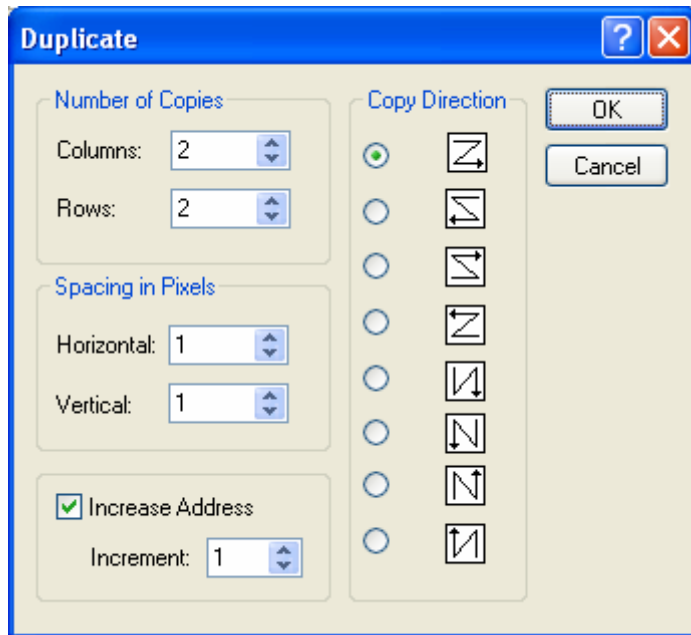 Duplicate
Number of Copies
Columns: 2
Rows: 2
Spacing in Pixels
Horizontal: 1
Vertical: 1
Increase Address
Increment: 1
Copy Direction
OK
Cancel